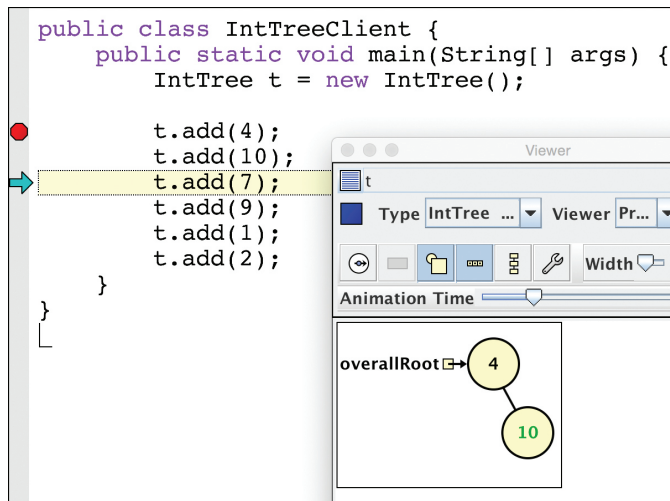 public class IntTreeClient {
public static void main(String[] args) {
IntTree t = new IntTree();
t.add(4);
t.add(10);
t.add(7);
t.add(9);
t.add(1);
t.add(2);
}
}
Viewer
t
Type IntTree ... Viewer Pr...
Width
Animation Time
overallRoot 4
10